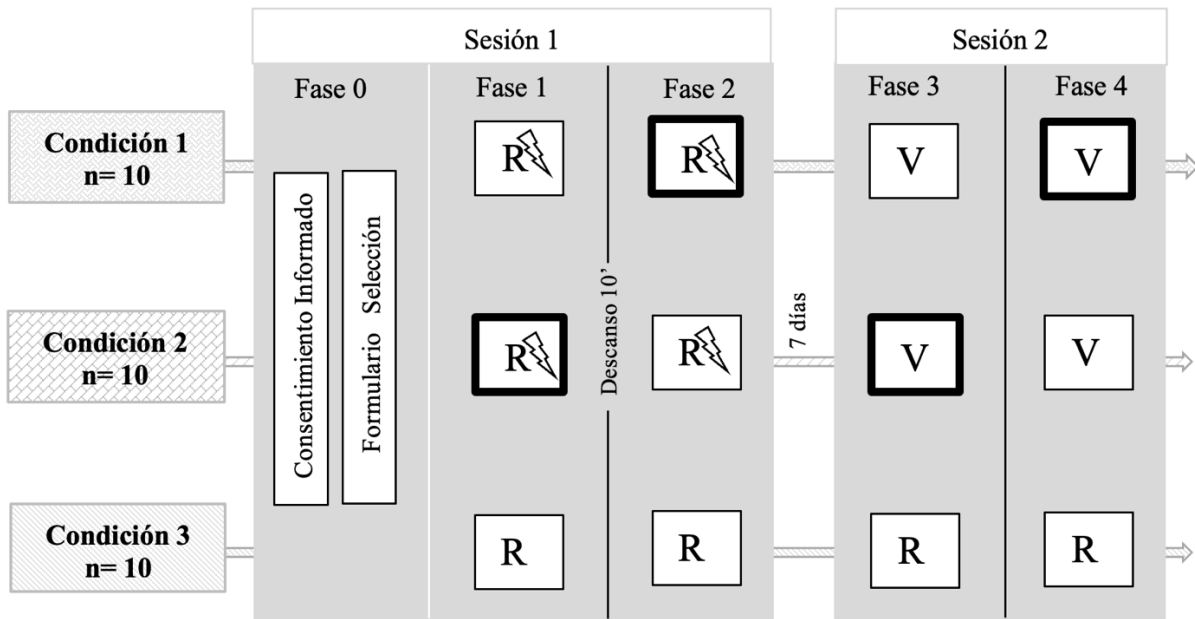 Sesión 1
Sesión 2
Fase 0
Fase 1
Fase 2
Fase 3
Fase 4
Condición 1
n= 10
R
R
V
V
Consentimiento Informado
Formulario Selección
Descanso 10’
7 días
Condición 2
n= 10
R
R
V
V
Condición 3
n= 10
R
R
R
R